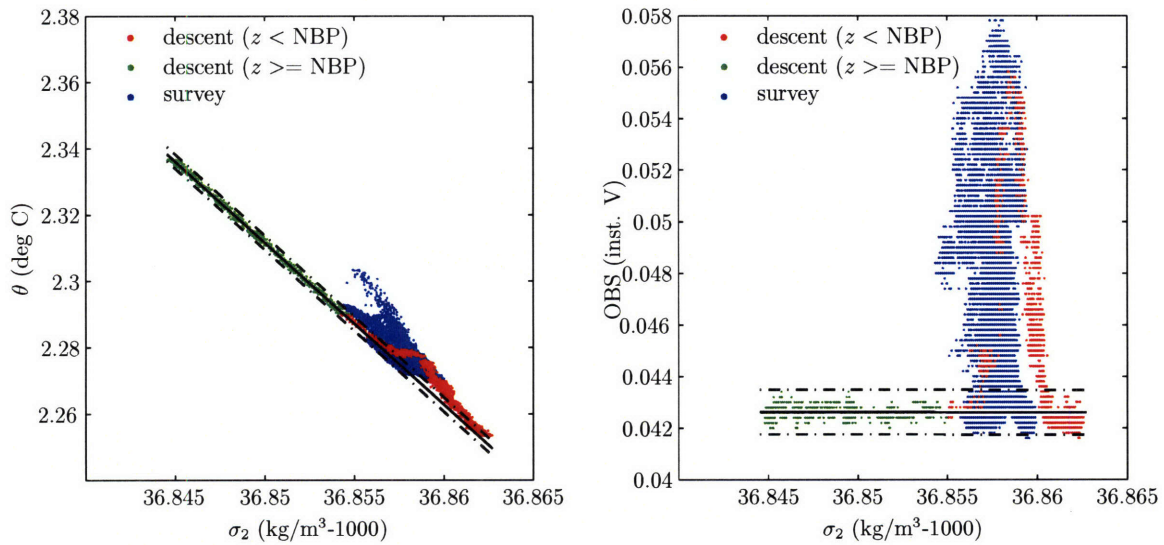 2.38
2.36
2.34
2.32
2.3
2.28
2.26
θ (deg C)
descent (z < NBP)
descent (z >= NBP)
survey
36.845 36.850 36.855 36.86 36.865
σ₂ (kg/m³-1000)
0.058
0.056
0.054
0.052
0.05
0.048
0.046
0.044
0.042
0.04
OBS (inst. V)
descent (z < NBP)
descent (z >= NBP)
survey
36.845 36.850 36.855 36.86 36.865
σ₂ (kg/m³-1000)